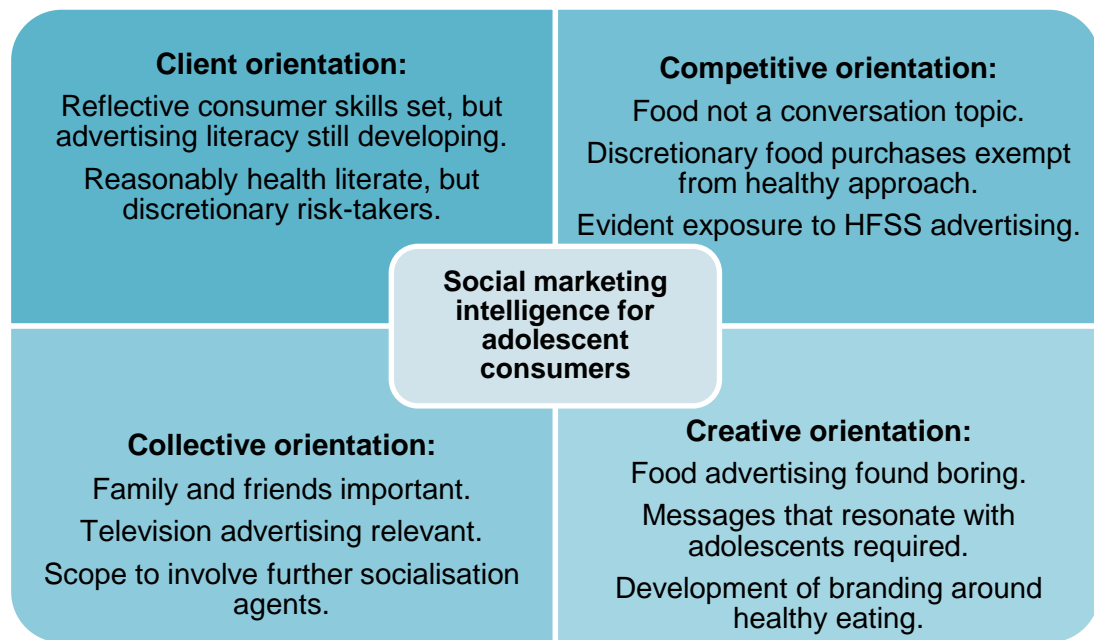 Client orientation:
Reflective consumer skills set, but
advertising literacy still developing.
Reasonably health literate, but
discretionary risk-takers.
Competitive orientation:
Food not a conversation topic.
Discretionary food purchases exempt
from healthy approach.
Evident exposure to HFSS advertising.
Social marketing
intelligence for
adolescent
consumers
Collective orientation:
Family and friends important.
Television advertising relevant.
Scope to involve further socialisation
agents.
Creative orientation:
Food advertising found boring.
Messages that resonate with
adolescents required.
Development of branding around
healthy eating.